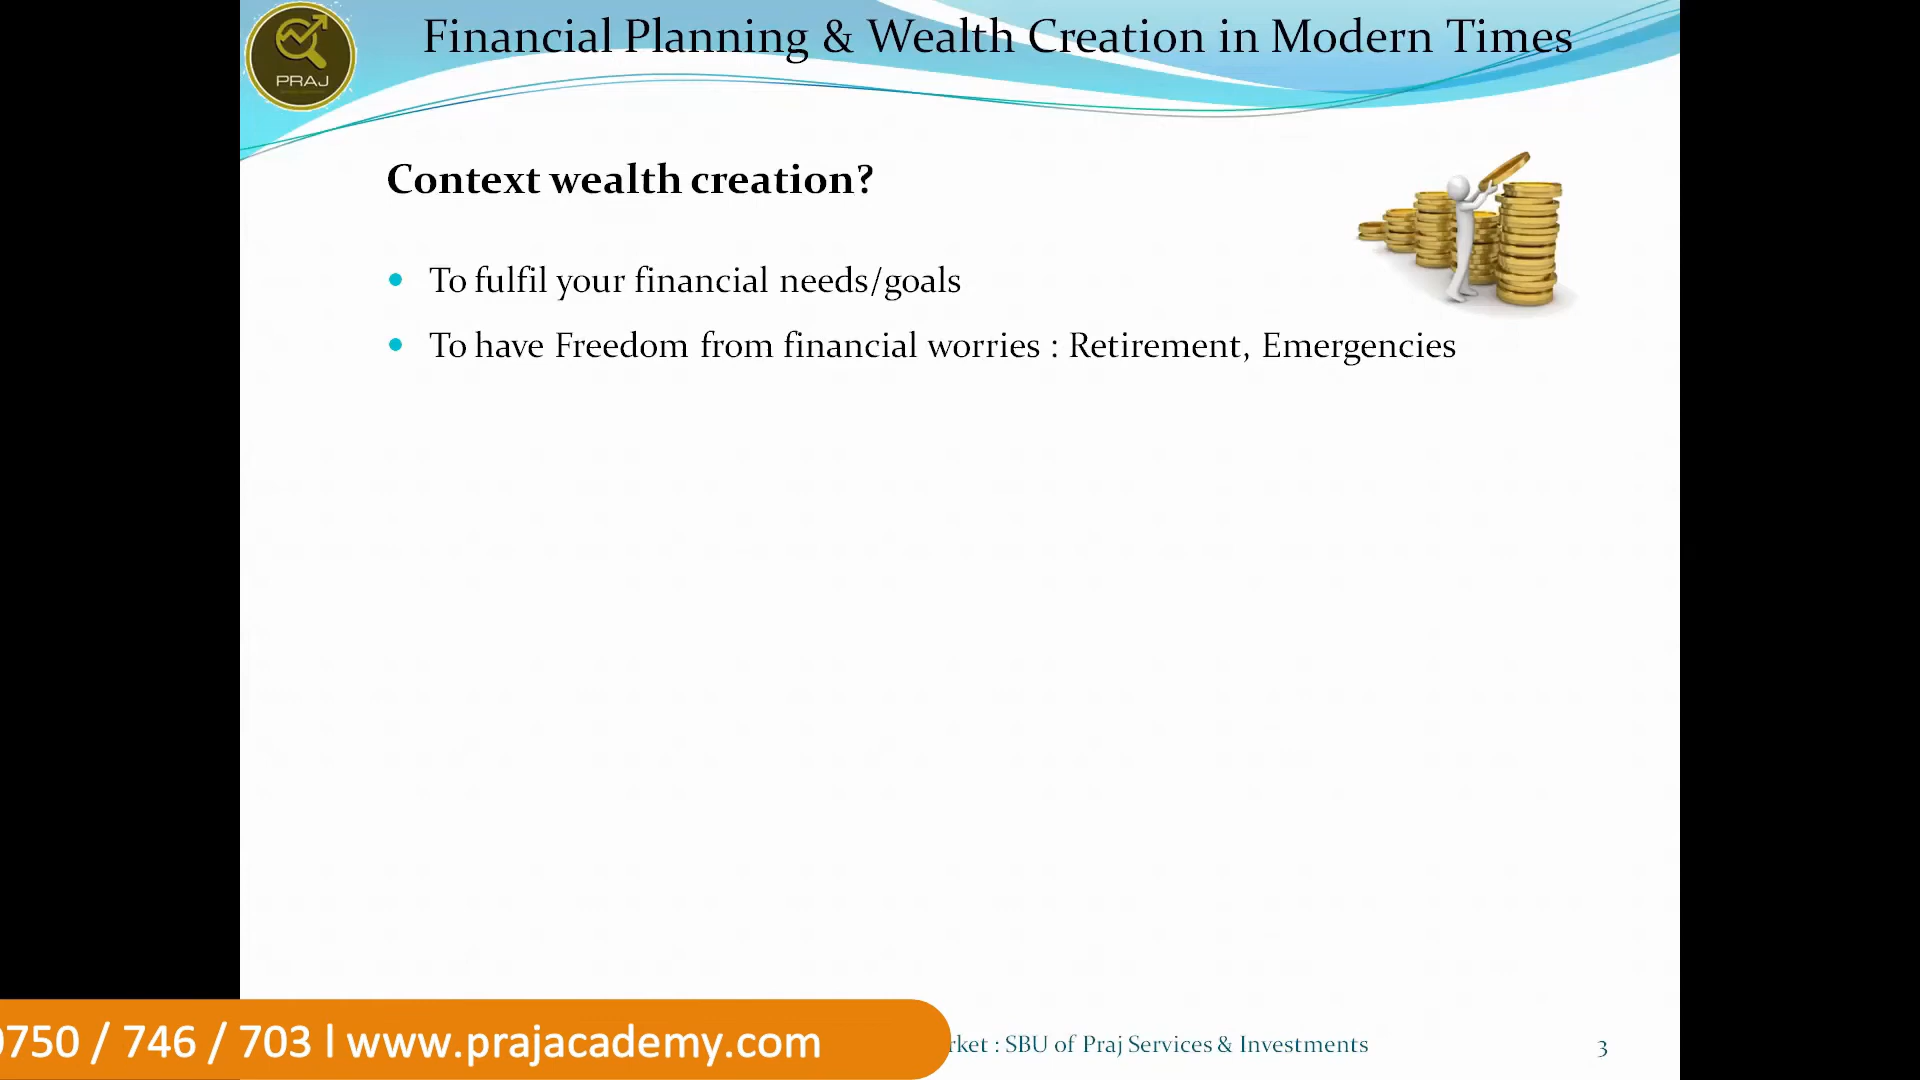 PRAJ
Financial Planning & Wealth Creation in Modern Times
Context wealth creation?
To fulfil your financial needs/goals
To have Freedom from financial worries : Retirement, Emergencies
750 / 746 / 703 l www.prajacademy.com
: SBU of Praj Services & Investments
3